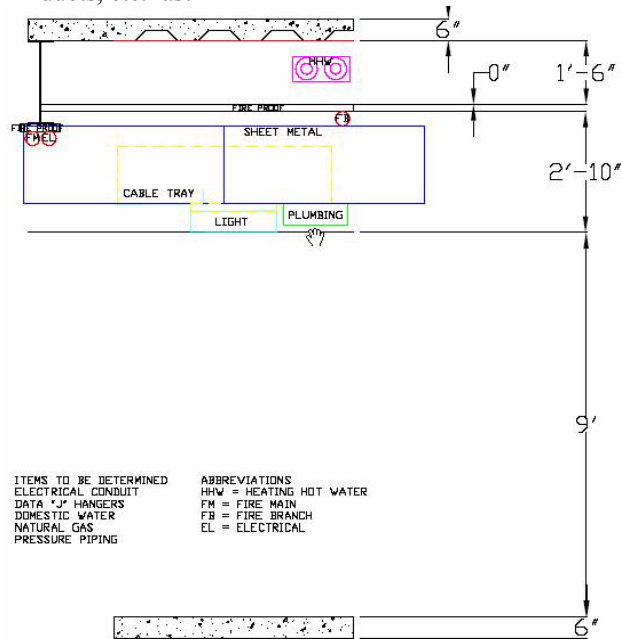 6"
HHW
0"
1'-6"
FIRE PROOF
FB
FIRE PROOF
FMEL
SHEET METAL
2'-10"
CABLE TRAY
PLUMBING
LIGHT
9'
ITEMS TO BE DETERMINED
ELECTRICAL CONDUIT
DATA "J" HANGERS
DOMESTIC WATER
NATURAL GAS
PRESSURE PIPING
ABBREVIATIONS
HHW = HEATING HOT WATER
FM = FIRE MAIN
FB = FIRE BRANCH
EL = ELECTRICAL
6"